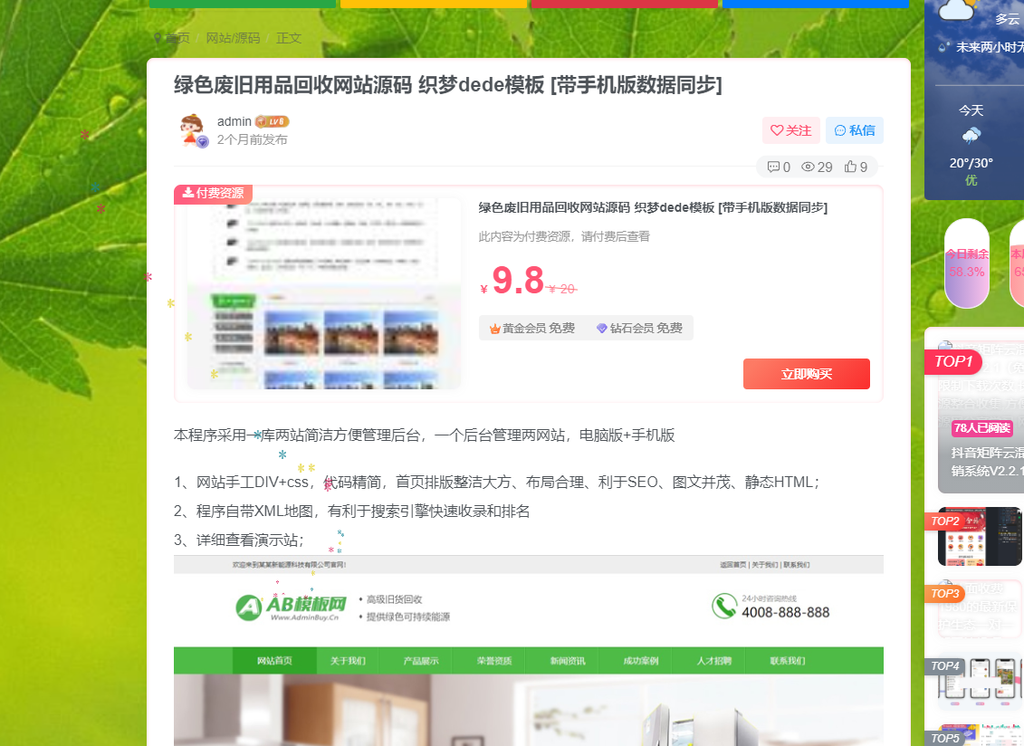 首页 网站/源码 正文
绿色废旧用品回收网站源码 织梦dede模板 [带手机版数据同步]
admin LV8
2个月前发布
关注 私信
0 29 9
付费资源
绿色废旧用品回收网站源码 织梦dede模板 [带手机版数据同步]
此内容为付费资源，请付费后查看
¥ 9.8 ¥ 20
黄金会员 免费 钻石会员 免费
立即购买
本程序采用一库两站简洁方便管理后台，一个后台管理两网站，电脑版+手机版
1、网站手工DIV+css，代码精简，首页排版整洁大方、布局合理、利于SEO、图文并茂、静态HTML；
2、程序自带XML地图，有利于搜索引擎快速收录和排名
3、详细查看演示站；
欢迎来到某某新能源科技有限公司官网！
返回首页 | 关于我们 | 联系我们
AB模板网
Www.AdminBuy.Cn
• 高级旧货回收
• 提供绿色可持续能源
24小时咨询热线
4008-888-888
网站首页 关于我们 产品展示 荣誉资质 新闻资讯 成功案例 人才招聘 联系我们
多云
未来两小时无
今天
20°/30°
优
今日剩余
58.3%
TOP1
78人已阅读
抖音矩阵云混
销系统V2.2.1
TOP2
TOP3
TOP4
TOP5